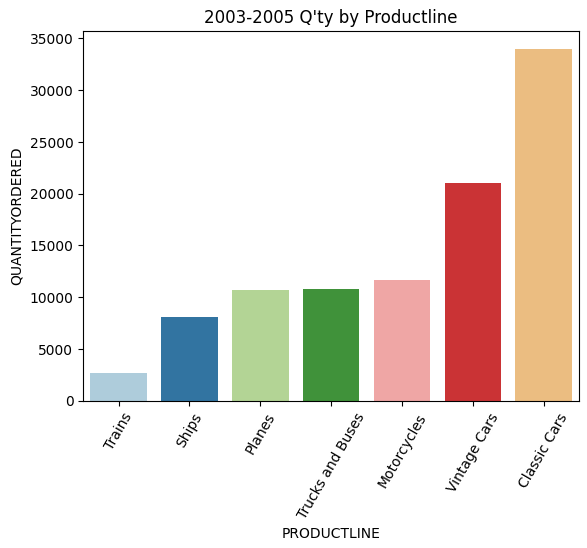 2003-2005 Q'ty by Productline
QUANTITYORDERED
35000
30000
25000
20000
15000
10000
5000
0
Trains
Ships
Planes
Trucks and Buses
Motorcycles
Vintage Cars
Classic Cars
PRODUCTLINE